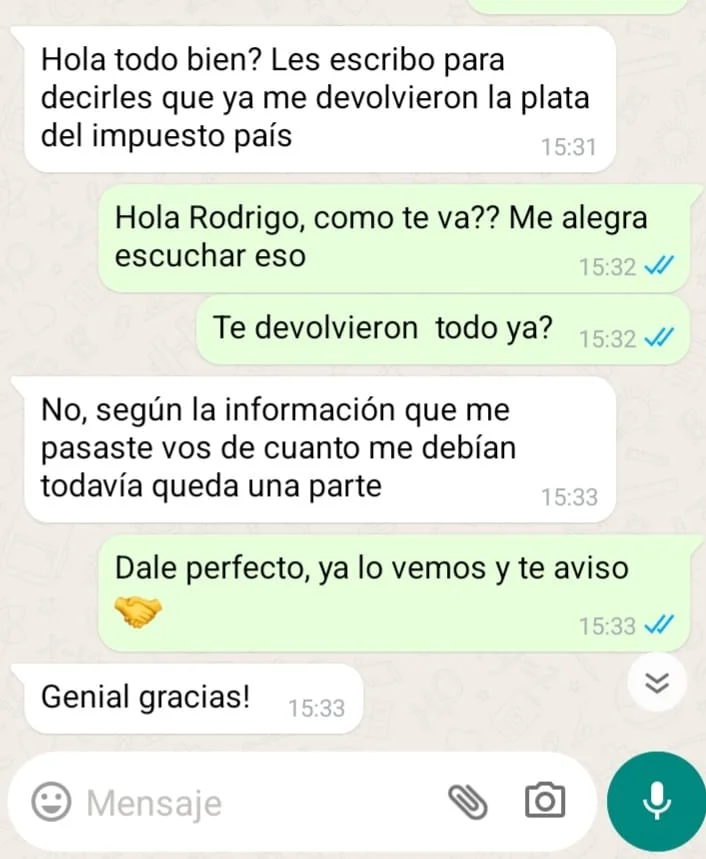 Hola todo bien? Les escribo para
decirles que ya me devolvieron la plata
del impuesto país
15:31
Hola Rodrigo, como te va?? Me alegra
escuchar eso
15:32
Te devolvieron  todo ya?
15:32
No, según la información que me
pasaste vos de cuanto me debían
todavía queda una parte
15:33
Dale perfecto, ya lo vemos y te aviso
🤝
15:33
Genial gracias!
15:33
Mensaje